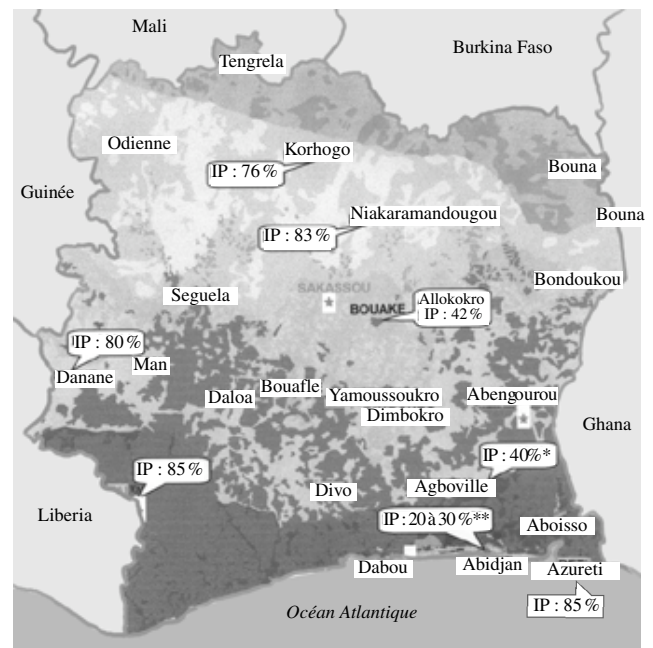 Mali
Burkina Faso
Tengrela
Odienne
Korhogo
IP : 76 %
Bouna
Guinée
Niakaramandougou
Bouna
IP : 83 %
Bondoukou
SAKASSOU
Seguela
Allokokro
IP : 42%
BOUAKE
IP : 80 %
Man
Danane
Bouafle
Daloa
Yamoussoukro
Abengourou
Dimbokro
Ghana
IP : 40%*
IP : 85%
Agboville
Divo
Liberia
IP :20 à 30 %**
Aboisso
Dabou
Abidjan
Azureti
IP : 85%
Océan Atlantique